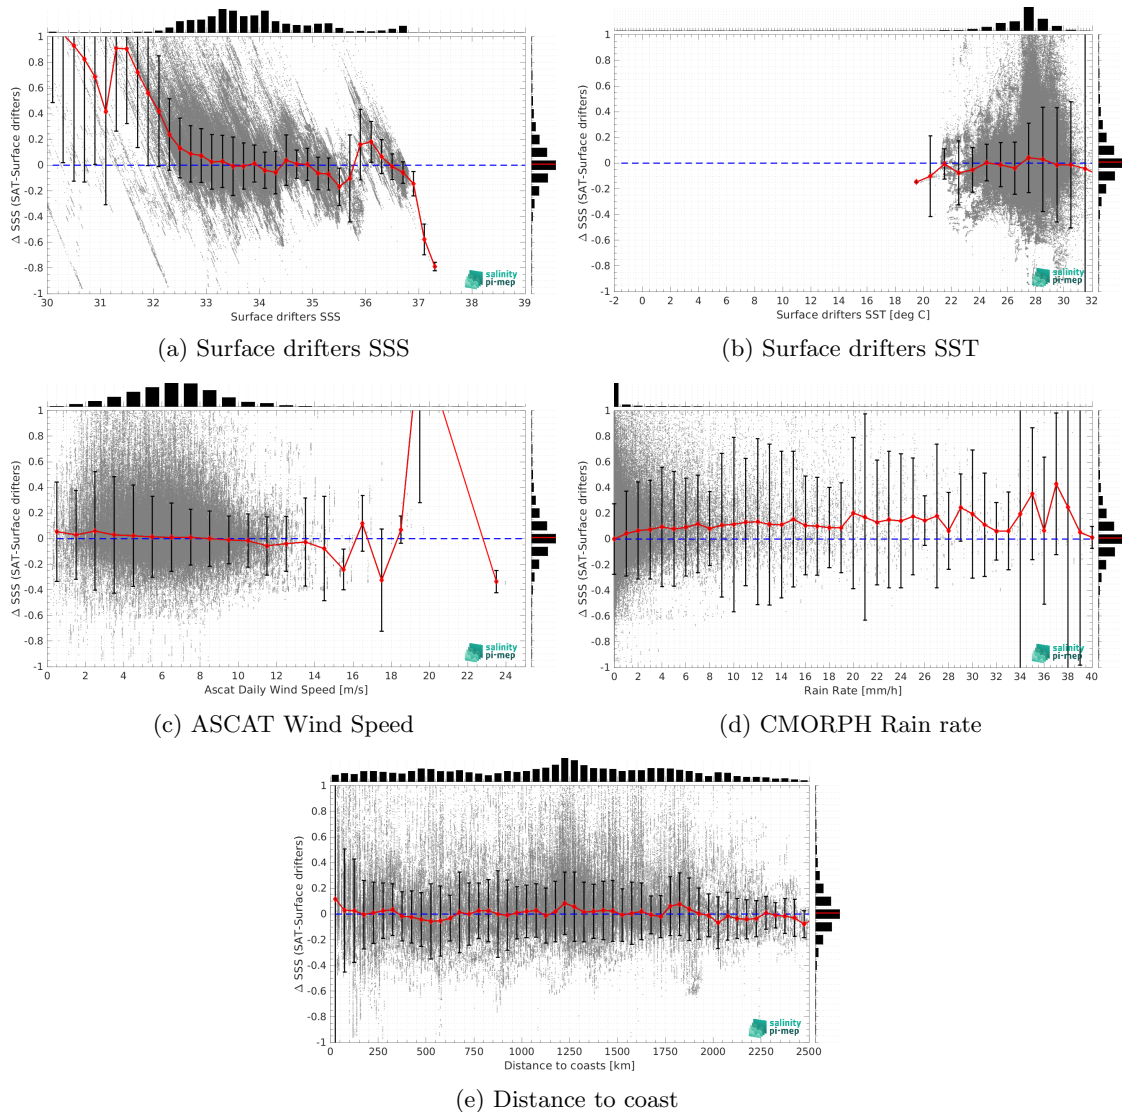 1
0.8
0.6
0.4
0.2
0
-0.2
-0.4
-0.6
-0.8
-1
Δ SSS (SAT-Surface drifters)
30 31 32 33 34 35 36 37 38 39
Surface drifters SSS
salinity
pi-mep
(a) Surface drifters SSS
1
0.8
0.6
0.4
0.2
0
-0.2
-0.4
-0.6
-0.8
-1
Δ SSS (SAT-Surface drifters)
-2 0 2 4 6 8 10 12 14 16 18 20 22 24 26 28 30 32
Surface drifters SST [deg C]
salinity
pi-mep
(b) Surface drifters SST
1
0.8
0.6
0.4
0.2
0
-0.2
-0.4
-0.6
-0.8
-1
Δ SSS (SAT-Surface drifters)
0 2 4 6 8 10 12 14 16 18 20 22 24
Ascat Daily Wind Speed [m/s]
salinity
pi-mep
(c) ASCAT Wind Speed
1
0.8
0.6
0.4
0.2
0
-0.2
-0.4
-0.6
-0.8
-1
Δ SSS (SAT-Surface drifters)
0 2 4 6 8 10 12 14 16 18 20 22 24 26 28 30 32 34 36 38 40
Rain Rate [mm/h]
salinity
pi-mep
(d) CMORPH Rain rate
1
0.8
0.6
0.4
0.2
0
-0.2
-0.4
-0.6
-0.8
-1
Δ SSS (SAT-Surface drifters)
0 250 500 750 1000 1250 1500 1750 2000 2250 2500
Distance to coasts [km]
salinity
pi-mep
(e) Distance to coast